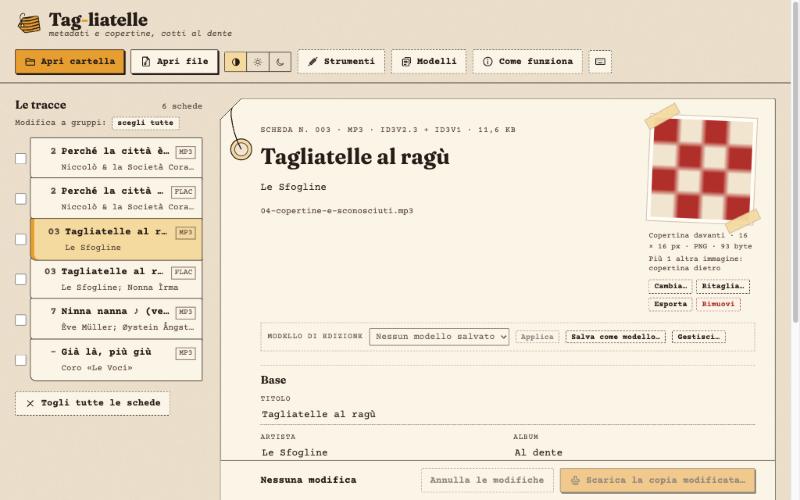 Tag-liatelle
metadati e copertine, cotti al dente
Apri cartella
Apri file
Strumenti
Modelli
Come funziona
Le tracce
6 schede
Modifica a gruppi: scegli tutte
2 Perché la città è… MP3
Niccolò & la Società Cora…
2 Perché la città … FLAC
Niccolò & la Società Cora…
03 Tagliatelle al r… MP3
Le Sfogline
03 Tagliatelle al r… FLAC
Le Sfogline; Nonna Ìrma
7 Ninna nanna ♪ (ve… MP3
Êve Müller; Øystein Ångst…
– Già là, più giù MP3
Coro «Le Voci»
Togli tutte le schede
SCHEDA N. 003 · MP3 · ID3V2.3 + ID3V1 · 11,6 KB
Tagliatelle al ragù
Le Sfogline
04-copertine-e-sconosciuti.mp3
Copertina davanti · 16
× 16 px · PNG · 93 byte
Più 1 altra immagine:
copertina dietro
Cambia… Ritaglia…
Esporta Rimuovi
MODELLO DI EDIZIONE Nessun modello salvato Applica Salva come modello… Gestisci…
Base
TITOLO
Tagliatelle al ragù
ARTISTA ALBUM
Le Sfogline Al dente
Nessuna modifica Annulla le modifiche Scarica la copia modificata…